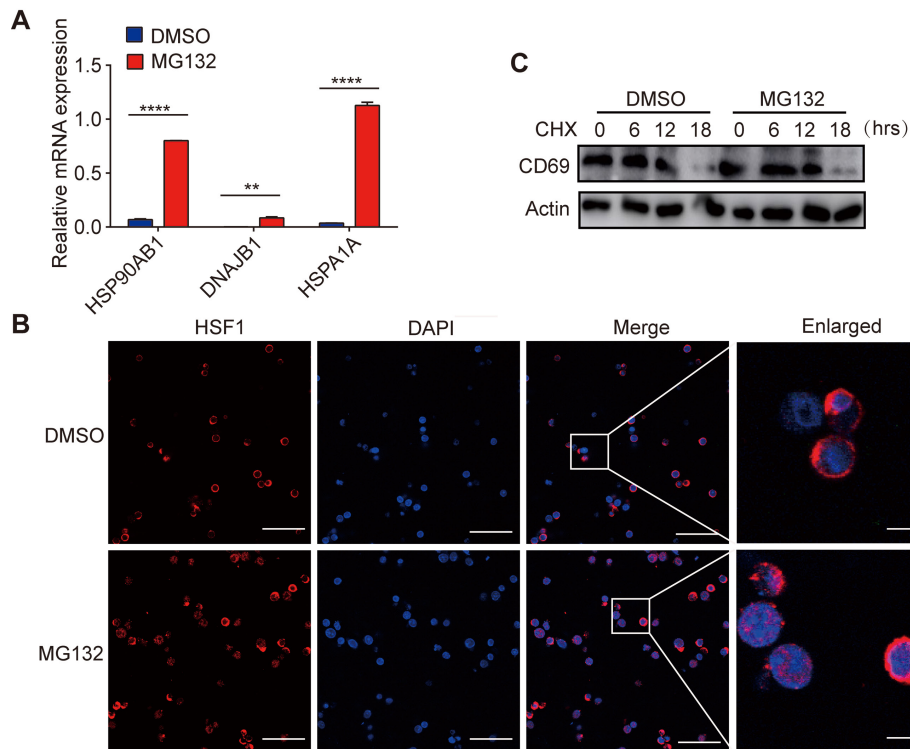 A
DMSO
MG132
Realative mRNA expression
1.5
1.0
0.5
0.0
****
**
****
HSP90AB1
DNAJB1
HSPA1A
C
DMSO MG132
CHX 0 6 12 18 0 6 12 18 (hrs)
CD69
Actin
B
HSF1 DAPI Merge Enlarged
DMSO
MG132